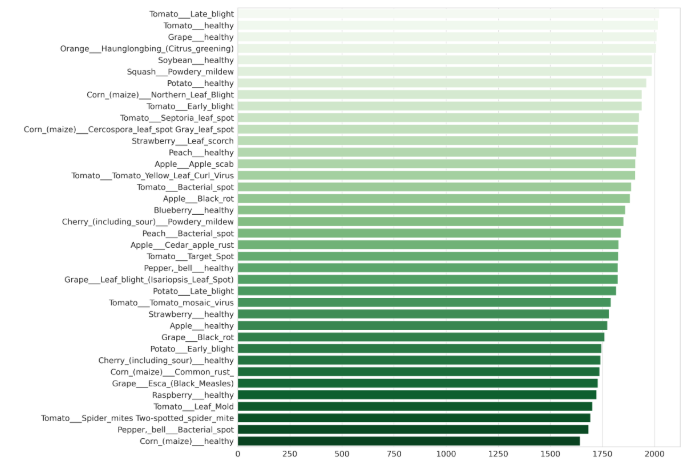 Tomato___Late_blight
Tomato___healthy
Grape___healthy
Orange___Haunglongbing_(Citrus_greening)
Soybean___healthy
Squash___Powdery_mildew
Potato___healthy
Corn_(maize)___Northern_Leaf_Blight
Tomato___Early_blight
Tomato___Septoria_leaf_spot
Corn_(maize)___Cercospora_leaf_spot Gray_leaf_spot
Strawberry___Leaf_scorch
Peach___healthy
Apple___Apple_scab
Tomato___Tomato_Yellow_Leaf_Curl_Virus
Tomato___Bacterial_spot
Apple___Black_rot
Blueberry___healthy
Cherry_(including_sour)___Powdery_mildew
Peach___Bacterial_spot
Apple___Cedar_apple_rust
Tomato___Target_Spot
Pepper,_bell___healthy
Grape___Leaf_blight_(Isariopsis_Leaf_Spot)
Potato___Late_blight
Tomato___Tomato_mosaic_virus
Strawberry___healthy
Apple___healthy
Grape___Black_rot
Potato___Early_blight
Cherry_(including_sour)___healthy
Corn_(maize)___Common_rust_
Grape___Esca_(Black_Measles)
Raspberry___healthy
Tomato___Leaf_Mold
Tomato___Spider_mites Two-spotted_spider_mite
Pepper,_bell___Bacterial_spot
Corn_(maize)___healthy
0 250 500 750 1000 1250 1500 1750 2000